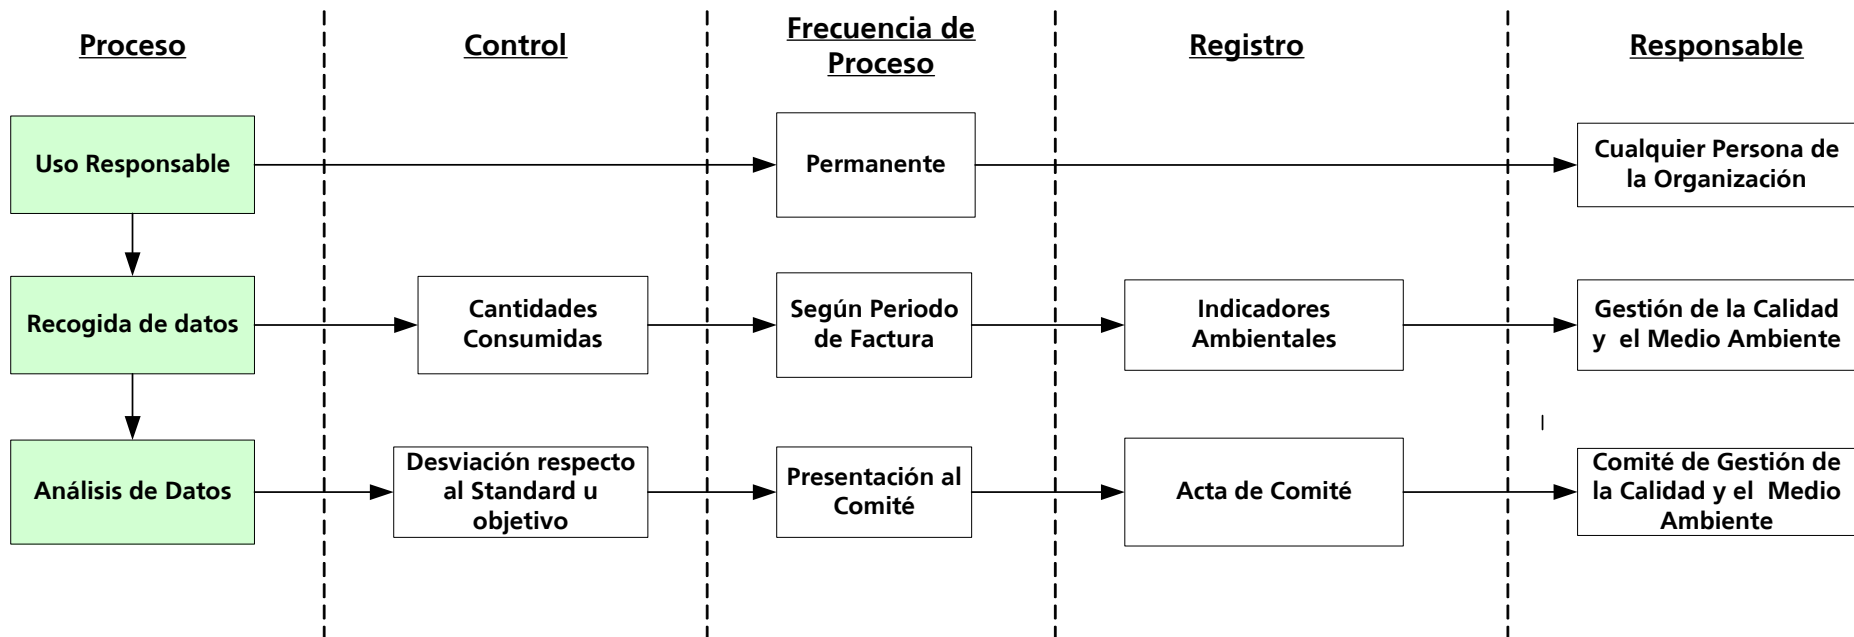 Proceso
Control
Frecuencia de
Proceso
Registro
Responsable
Uso Responsable
Permanente
Cualquier Persona de
la Organización
Recogida de datos
Cantidades
Consumidas
Según Periodo
de Factura
Indicadores
Ambientales
Gestión de la Calidad
y el Medio Ambiente
Análisis de Datos
Desviación respecto
al Standard u
objetivo
Presentación al
Comité
Acta de Comité
Comité de Gestión de
la Calidad y el Medio
Ambiente